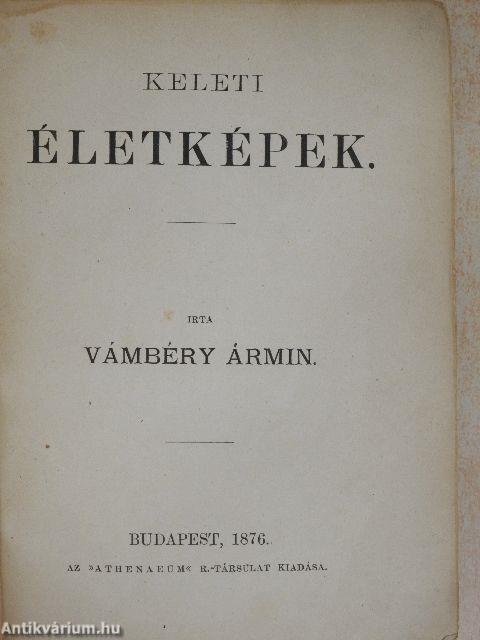 KELETI
ÉLETKÉPEK.
IRTA
VÁMBÉRY ÁRMIN.
BUDAPEST, 1876.
AZ »ATHENAEUM« R.-TÁRSULAT KIADÁSA.
Antikvárium.hu